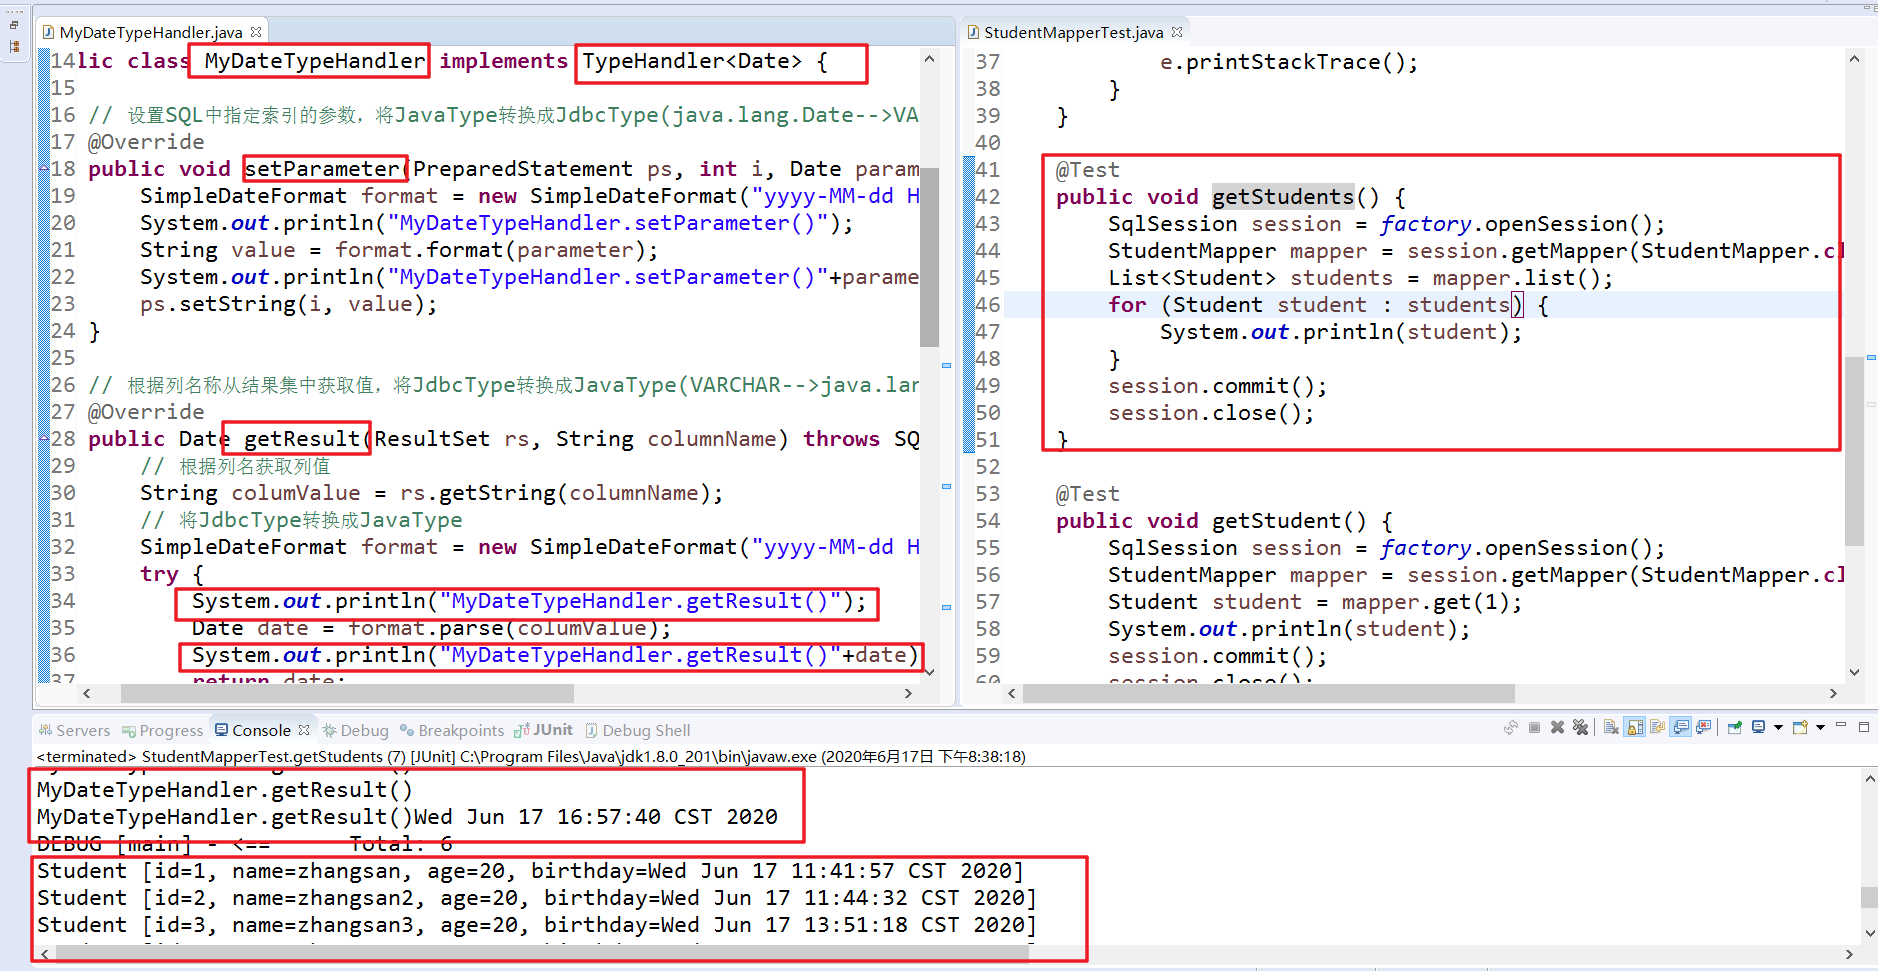 MyDateTypeHandler.java
14 lic class MyDateTypeHandler implements TypeHandler<Date> {
15
16 // 设置SQL中指定索引的参数，将JavaType转换成JdbcType(java.lang.Date-->VA
17 @Override
18 public void setParameter(PreparedStatement ps, int i, Date param
19 SimpleDateFormat format = new SimpleDateFormat("yyyy-MM-dd H
20 System.out.println("MyDateTypeHandler.setParameter()");
21 String value = format.format(parameter);
22 System.out.println("MyDateTypeHandler.setParameter()"+parame
23 ps.setString(i, value);
24 }
25
26 // 根据列名称从结果集中获取值，将JdbcType转换成JavaType(VARCHAR-->java.lan
27 @Override
28 public Date getResult(ResultSet rs, String columnName) throws SQ
29 // 根据列名获取列值
30 String columValue = rs.getString(columnName);
31 // 将JdbcType转换成JavaType
32 SimpleDateFormat format = new SimpleDateFormat("yyyy-MM-dd H
33 try {
34 System.out.println("MyDateTypeHandler.getResult()");
35 Date date = format.parse(columValue);
36 System.out.println("MyDateTypeHandler.getResult()"+date)
37 return date;
StudentMapperTest.java
37 e.printStackTrace();
38 }
39 }
40
41 @Test
42 public void getStudents() {
43 SqlSession session = factory.openSession();
44 StudentMapper mapper = session.getMapper(StudentMapper.cl
45 List<Student> students = mapper.list();
46 for (Student student : students) {
47 System.out.println(student);
48 }
49 session.commit();
50 session.close();
51 }
52
53 @Test
54 public void getStudent() {
55 SqlSession session = factory.openSession();
56 StudentMapper mapper = session.getMapper(StudentMapper.cl
57 Student student = mapper.get(1);
58 System.out.println(student);
59 session.commit();
60 session.close();
Servers Progress Console Debug Breakpoints JUnit Debug Shell
<terminated> StudentMapperTest.getStudents (7) [JUnit] C:\Program Files\Java\jdk1.8.0_201\bin\javaw.exe (2020年6月17日 下午8:38:18)
MyDateTypeHandler.getResult()
MyDateTypeHandler.getResult()Wed Jun 17 16:57:40 CST 2020
DEBUG [main] - <== Total: 6
Student [id=1, name=zhangsan, age=20, birthday=Wed Jun 17 11:41:57 CST 2020]
Student [id=2, name=zhangsan2, age=20, birthday=Wed Jun 17 11:44:32 CST 2020]
Student [id=3, name=zhangsan3, age=20, birthday=Wed Jun 17 13:51:18 CST 2020]